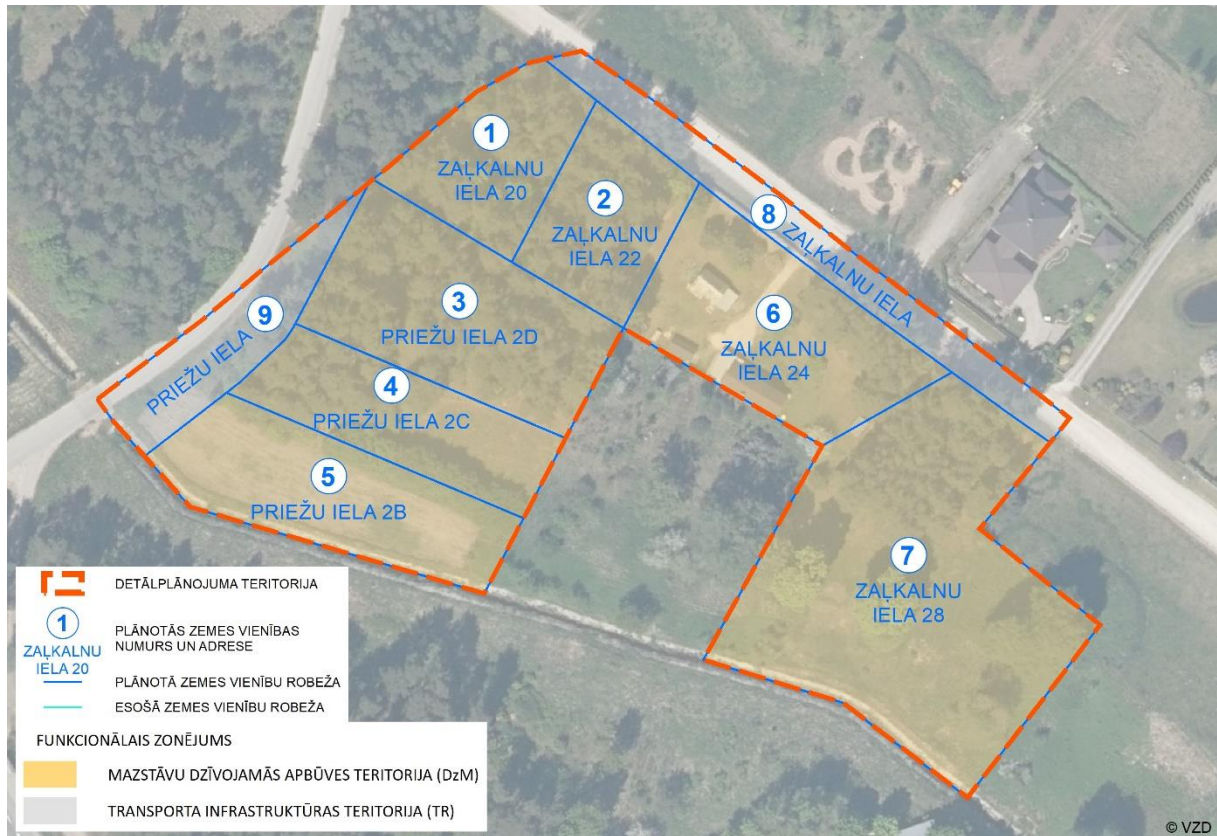 1
ZAĻKALNU
IELA 20
2
ZAĻKALNU
IELA 22
8
ZAĻKALNU IELA
3
PRIEŽU IELA 2D
9
PRIEŽU IELA
6
ZAĻKALNU
IELA 24
4
PRIEŽU IELA 2C
5
PRIEŽU IELA 2B
7
ZAĻKALNU
IELA 28
DETĀLPLĀNOJUMA TERITORIJA
1
ZAĻKALNU
IELA 20
PLĀNOTĀS ZEMES VIENĪBAS
NUMURS UN ADRESE
PLĀNOTĀ ZEMES VIENĪBU ROBEŽA
ESOŠĀ ZEMES VIENĪBU ROBEŽA
FUNKCIONĀLAIS ZONĒJUMS
MAZSTĀVU DZĪVOJAMĀS APBŪVES TERITORIJA (DzM)
TRANSPORTA INFRASTRUKTŪRAS TERITORIJA (TR)
© VZD